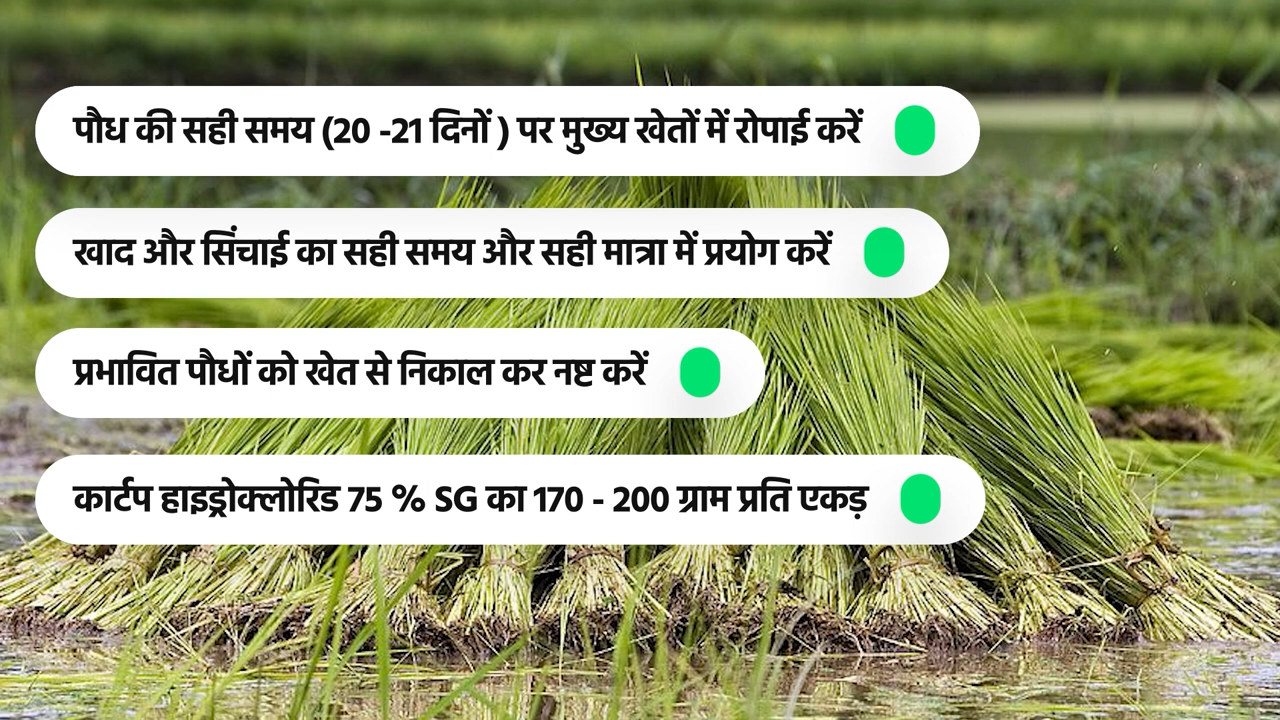 पौध की सही समय (20 -21 दिनों ) पर मुख्य खेतों में रोपाई करें
खाद और सिंचाई का सही समय और सही मात्रा में प्रयोग करें
प्रभावित पौधों को खेत से निकाल कर नष्ट करें
कार्टप हाइड्रोक्लोरिड 75 % SG का 170 - 200 ग्राम प्रति एकड़